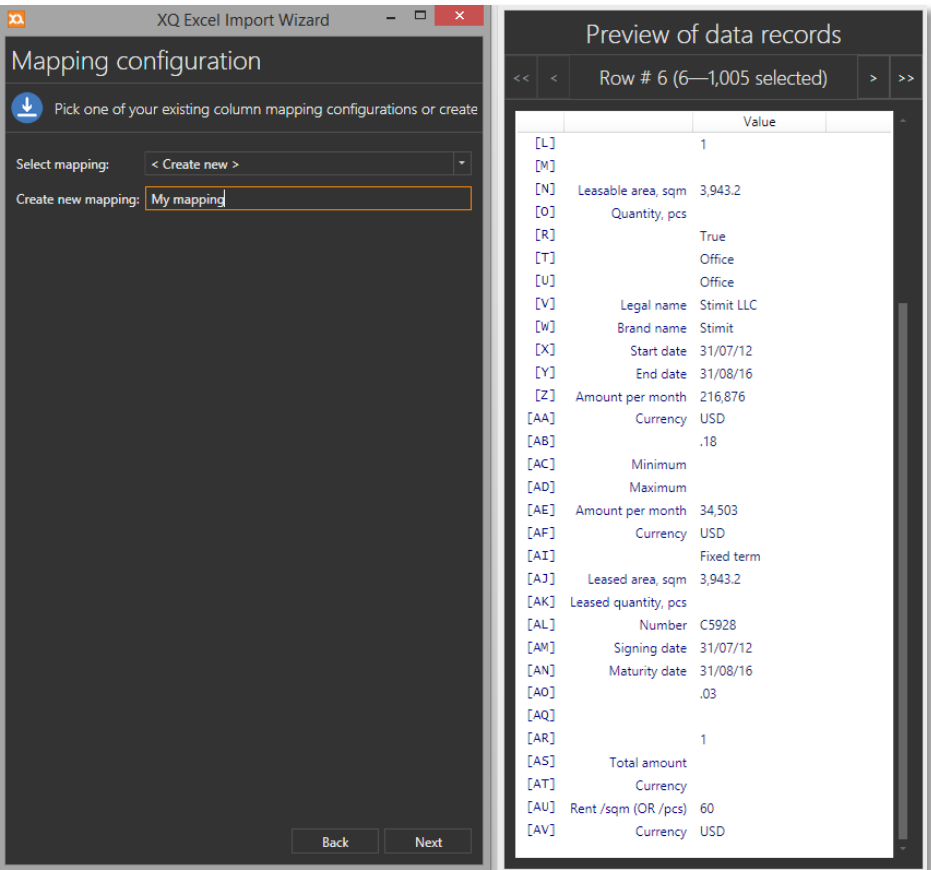 XQ Excel Import Wizard
Mapping configuration
Pick one of your existing column mapping configurations or create
Select mapping: < Create new >
Create new mapping: My mapping
Back Next
Preview of data records
<< < Row # 6 (6—1,005 selected) > >>
Value
[L] 1
[M]
[N] Leasable area, sqm 3,943.2
[O] Quantity, pcs
[R] True
[T] Office
[U] Office
[V] Legal name Stimit LLC
[W] Brand name Stimit
[X] Start date 31/07/12
[Y] End date 31/08/16
[Z] Amount per month 216,876
[AA] Currency USD
[AB] .18
[AC] Minimum
[AD] Maximum
[AE] Amount per month 34,503
[AF] Currency USD
[AI] Fixed term
[AJ] Leased area, sqm 3,943.2
[AK] Leased quantity, pcs
[AL] Number C5928
[AM] Signing date 31/07/12
[AN] Maturity date 31/08/16
[AO] .03
[AQ]
[AR] 1
[AS] Total amount
[AT] Currency
[AU] Rent /sqm (OR /pcs) 60
[AV] Currency USD